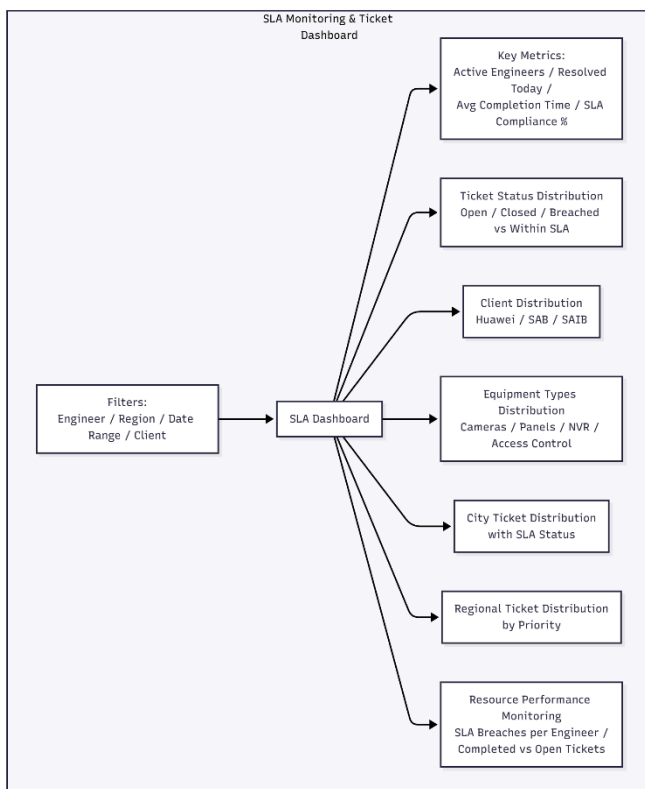 SLA Monitoring & Ticket
Dashboard
Key Metrics:
Active Engineers / Resolved
Today /
Avg Completion Time / SLA
Compliance %
Ticket Status Distribution
Open / Closed / Breached
vs Within SLA
Client Distribution
Huawei / SAB / SAIB
Filters:
Engineer / Region / Date
Range / Client
SLA Dashboard
Equipment Types
Distribution
Cameras / Panels / NVR /
Access Control
City Ticket Distribution
with SLA Status
Regional Ticket Distribution
by Priority
Resource Performance
Monitoring
SLA Breaches per Engineer /
Completed vs Open Tickets